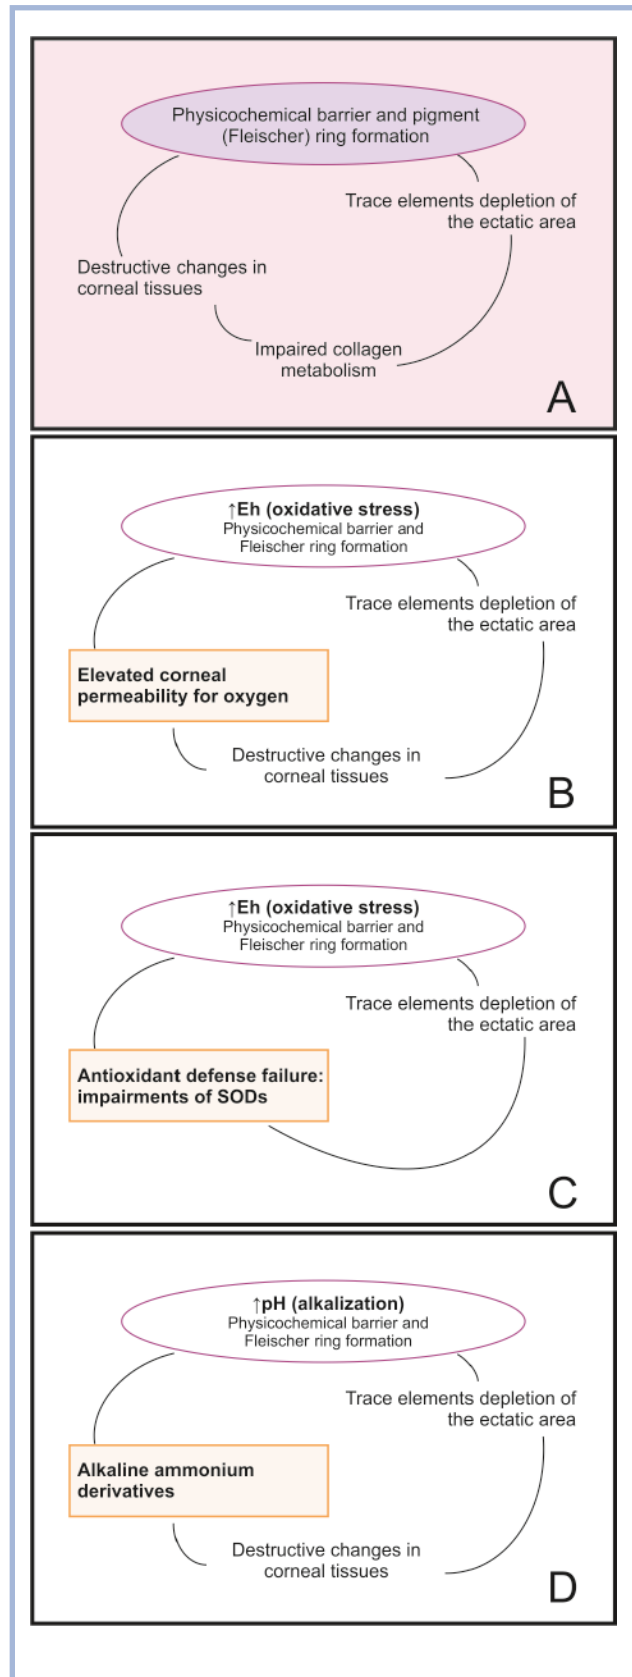 Physicochemical barrier and pigment
(Fleischer) ring formation
Trace elements depletion of
the ectatic area
Destructive changes in
corneal tissues
Impaired collagen
metabolism
A
↑Eh (oxidative stress)
Physicochemical barrier and
Fleischer ring formation
Trace elements depletion of
the ectatic area
Elevated corneal
permeability for oxygen
Destructive changes in
corneal tissues
B
↑Eh (oxidative stress)
Physicochemical barrier and
Fleischer ring formation
Trace elements depletion of
the ectatic area
Antioxidant defense failure:
impairments of SODs
C
↑pH (alkalization)
Physicochemical barrier and
Fleischer ring formation
Trace elements depletion of
the ectatic area
Alkaline ammonium
derivatives
Destructive changes in
corneal tissues
D